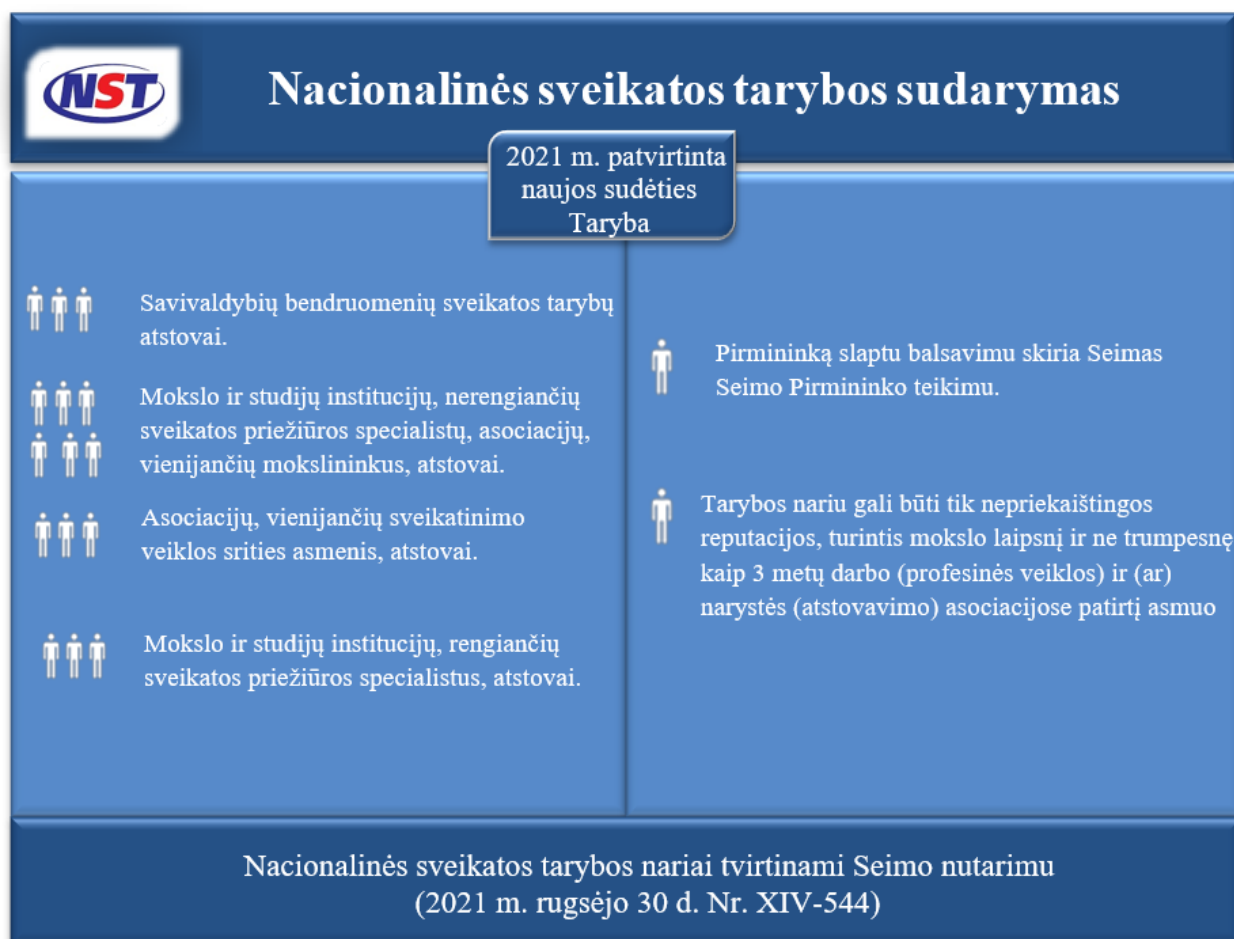 NST
Nacionalinės sveikatos tarybos sudarymas
2021 m. patvirtinta
naujos sudėties
Taryba
Savivaldybių bendruomenių sveikatos tarybų
atstovai.
Mokslo ir studijų institucijų, nerengiančių
sveikatos priežiūros specialistų, asociacijų,
vienijančių mokslininkus, atstovai.
Asociacijų, vienijančių sveikatinimo
veiklos srities asmenis, atstovai.
Mokslo ir studijų institucijų, rengiančių
sveikatos priežiūros specialistus, atstovai.
Pirmininką slaptu balsavimu skiria Seimas
Seimo Pirmininko teikimu.
Tarybos nariu gali būti tik nepriekaištingos
reputacijos, turintis mokslo laipsnį ir ne trumpesnę
kaip 3 metų darbo (profesinės veiklos) ir (ar)
narystės (atstovavimo) asociacijose patirtį asmuo
Nacionalinės sveikatos tarybos nariai tvirtinami Seimo nutarimu
(2021 m. rugsėjo 30 d. Nr. XIV-544)